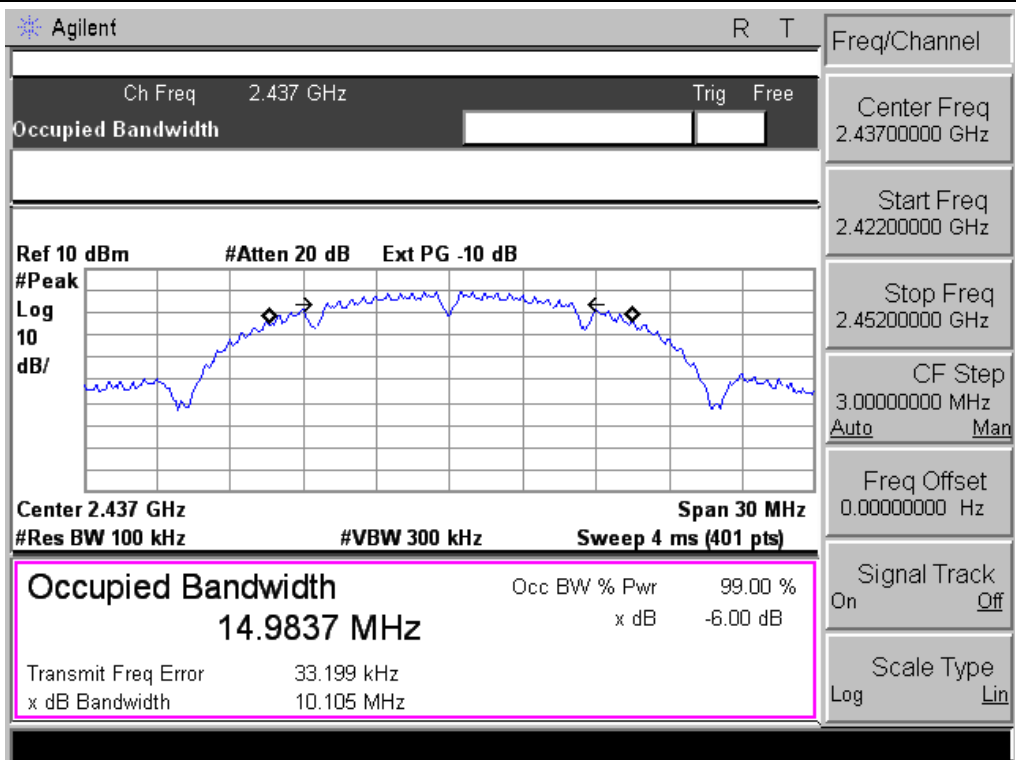 Agilent R T
Ch Freq 2.437 GHz Trig Free
Occupied Bandwidth
Ref 10 dBm #Atten 20 dB Ext PG -10 dB
#Peak
Log
10
dB/
Center 2.437 GHz Span 30 MHz
#Res BW 100 kHz #VBW 300 kHz Sweep 4 ms (401 pts)
Occupied Bandwidth
14.9837 MHz
Occ BW % Pwr 99.00 %
x dB -6.00 dB
Transmit Freq Error 33.199 kHz
x dB Bandwidth 10.105 MHz
Freq/Channel
Center Freq
2.43700000 GHz
Start Freq
2.42200000 GHz
Stop Freq
2.45200000 GHz
CF Step
3.00000000 MHz
Auto Man
Freq Offset
0.00000000 Hz
Signal Track
On Off
Scale Type
Log Lin